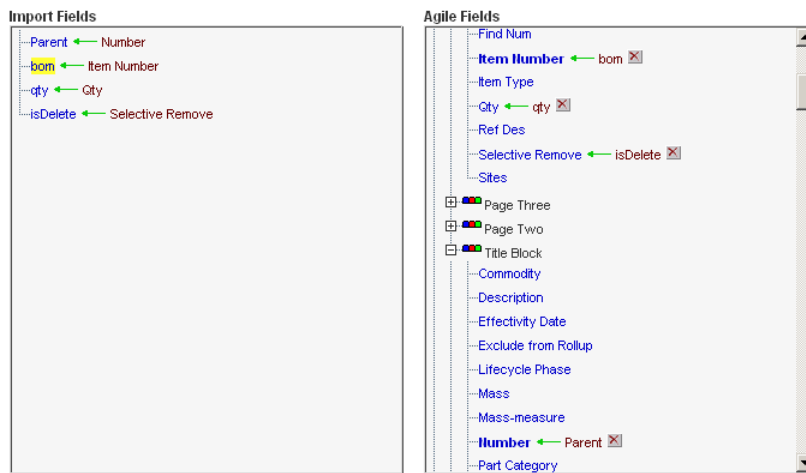 Import Fields
Parent Number
bom Item Number
qty Qty
isDelete Selective Remove
Agile Fields
Find Num
Item Number bom
Item Type
Qty qty
Ref Des
Selective Remove isDelete
Sites
Page Three
Page Two
Title Block
Commodity
Description
Effectivity Date
Exclude from Rollup
Lifecycle Phase
Mass
Mass-measure
Number Parent
Part Category